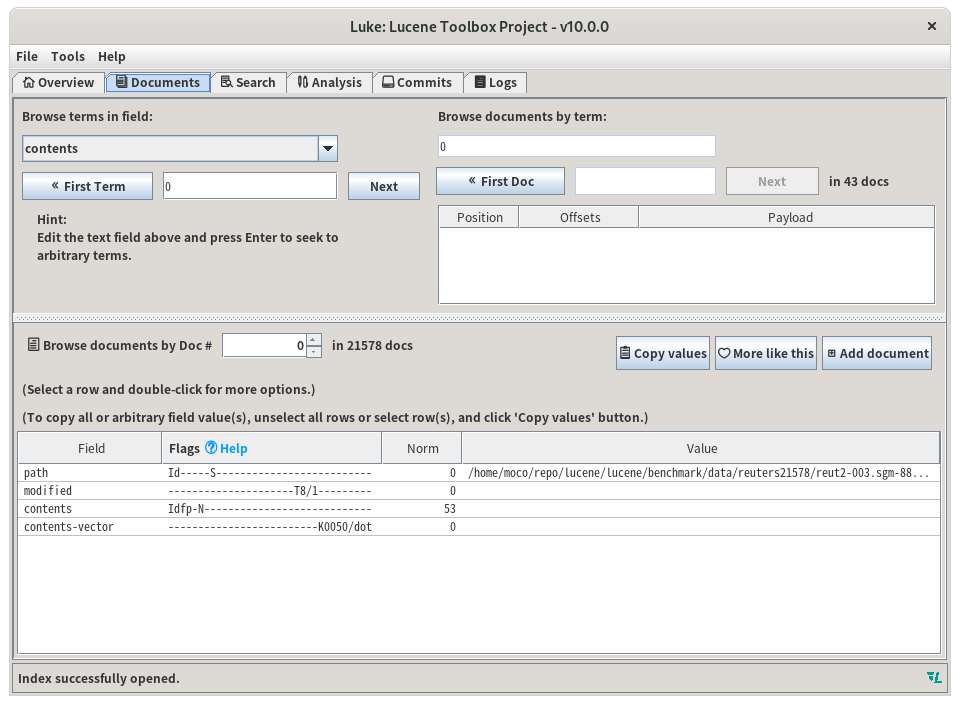 Luke: Lucene Toolbox Project - v10.0.0 ×
File Tools Help
Overview Documents Search Analysis Commits Logs
Browse terms in field:
contents
« First Term 0 Next
Hint:
Edit the text field above and press Enter to seek to
arbitrary terms.
Browse documents by term:
0
« First Doc Next in 43 docs
Position Offsets Payload
Browse documents by Doc # 0 in 21578 docs
Copy values More like this Add document
(Select a row and double-click for more options.)
(To copy all or arbitrary field value(s), unselect all rows or select row(s), and click 'Copy values' button.)
Field Flags ? Help Norm Value
path Id-----S-------------------------- 0 /home/moco/repo/lucene/lucene/benchmark/data/reuters21578/reut2-003.sgm-88...
modified ---------------------T8/1--------- 0
contents Idfp-N---------------------------- 53
contents-vector -------------------------K0050/dot 0
Index successfully opened.